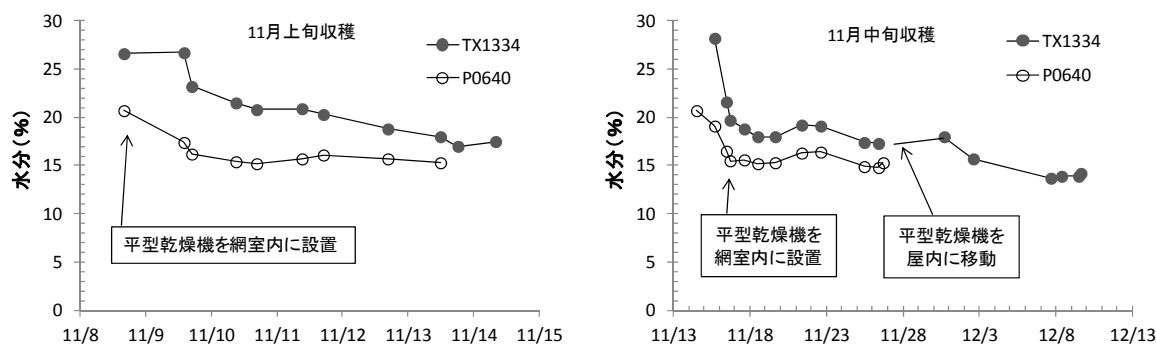 11月上旬収穫
TX1334
P0640
水分(%)
30
25
20
15
10
5
0
平型乾燥機を網室内に設置
11/8
11/9
11/10
11/11
11/12
11/13
11/14
11/15
11月中旬収穫
TX1334
P0640
水分(%)
30
25
20
15
10
5
0
平型乾燥機を
網室内に設置
平型乾燥機を
屋内に移動
11/13
11/18
11/23
11/28
12/3
12/8
12/13